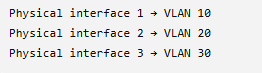 Physical interface 1 → VLAN 10
Physical interface 2 → VLAN 20
Physical interface 3 → VLAN 30